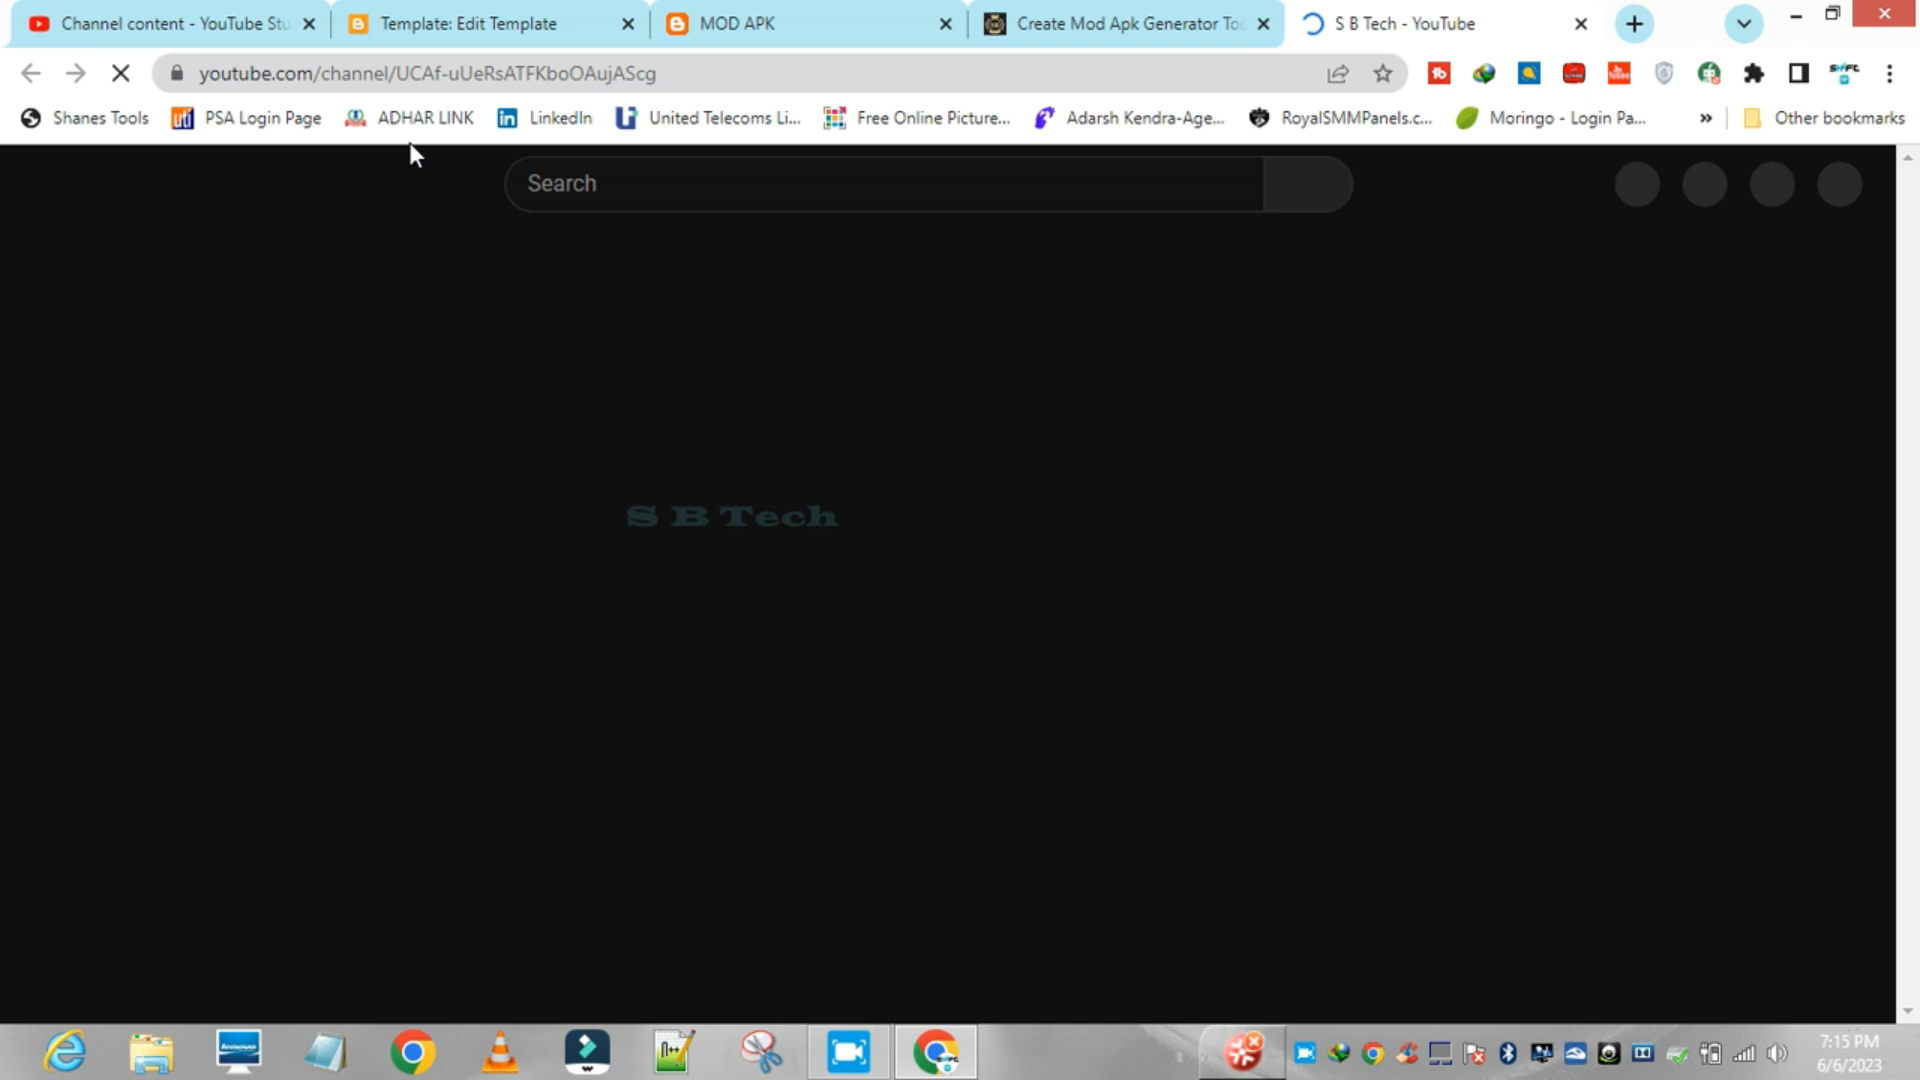 Channel content - YouTube Stu
Template: Edit Template
MOD APK
Create Mod Apk Generator Too
S B Tech - YouTube
youtube.com/channel/UCAf-uUeRsATFKboOAujAScg
Shanes Tools
PSA Login Page
ADHAR LINK
LinkedIn
United Telecoms Li...
Free Online Picture...
Adarsh Kendra-Age...
RoyalSMMPanels.c...
Moringo - Login Pa...
Other bookmarks
Search
S B Tech
7:15 PM
6/6/2023